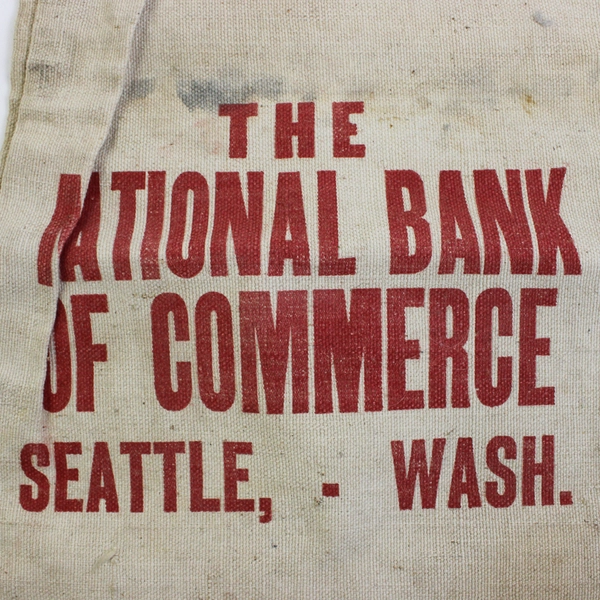 THE
NATIONAL BANK
OF COMMERCE
SEATTLE, - WASH.